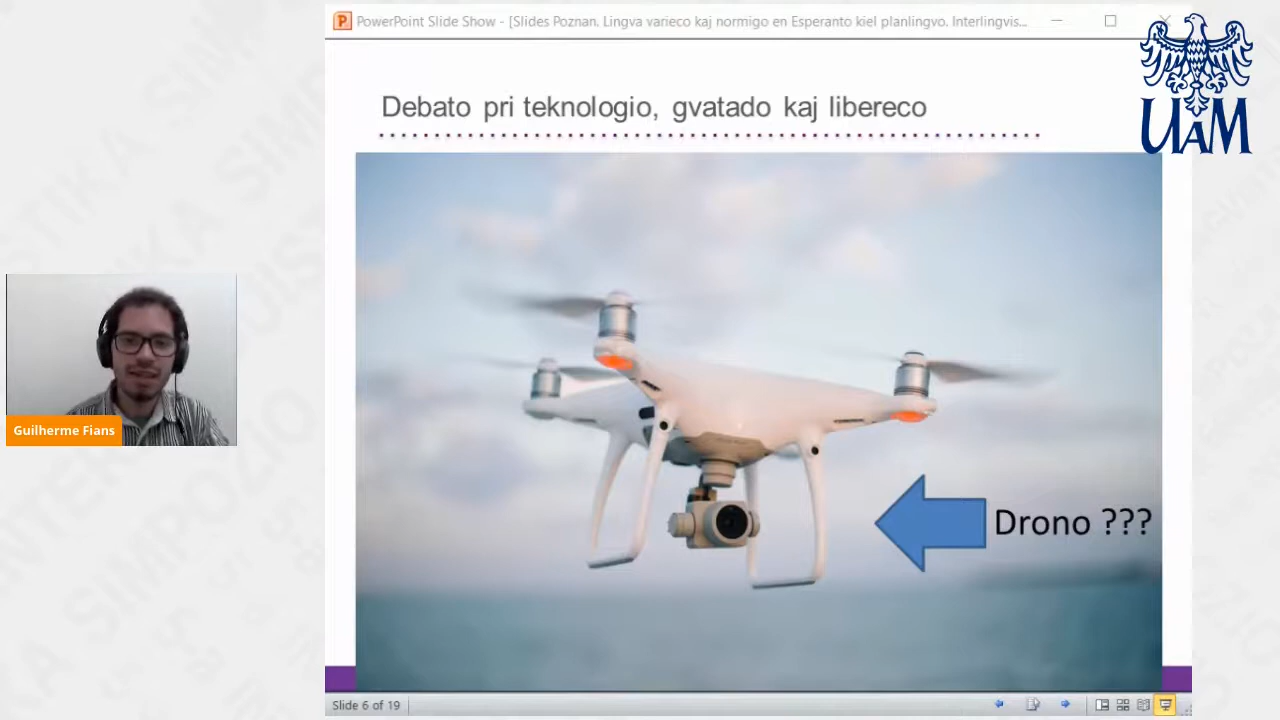 PowerPoint Slide Show - [Slides Poznan. Lingva varieco kaj normigo en Esperanto kiel planlingvo. Interlingvis...
UAM
Debato pri teknologio, gvatado kaj libereco
Drono ???
Guilherme Fians
Slide 6 of 19